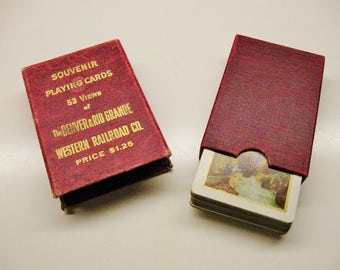 SOUVENIR
PLAYING CARDS
53 VIEWS
of
The DENVER & RIO GRANDE
WESTERN RAILROAD CO.
PRICE $1.25